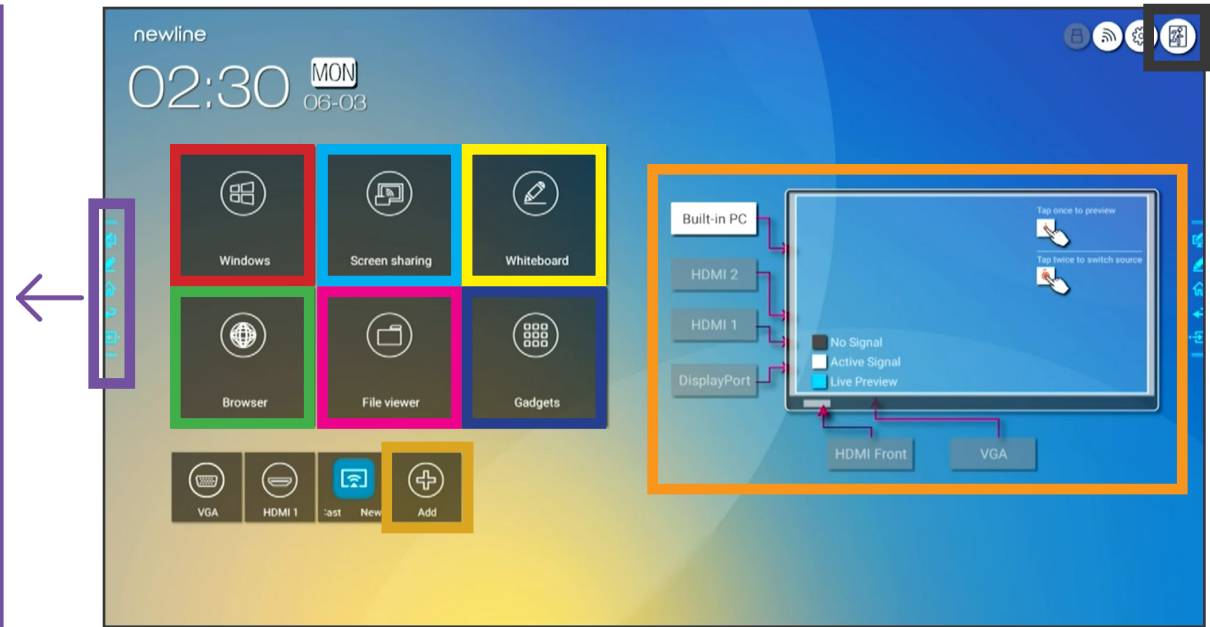 newline
02:30
MON
06-03
Windows
Screen sharing
Whiteboard
Browser
File viewer
Gadgets
VGA
HDMI 1
:ast New
Add
Built-in PC
HDMI 2
HDMI 1
DisplayPort
Tap once to preview
Tap twice to switch source
No Signal
Active Signal
Live Preview
HDMI Front
VGA